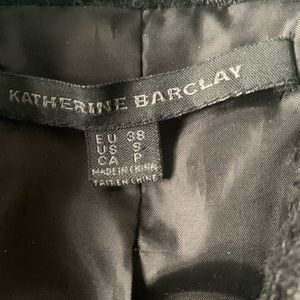 KATHERINE BARCLAY
EU 38
US S
CA P
MADE IN CHINA
FAIT EN CHINE